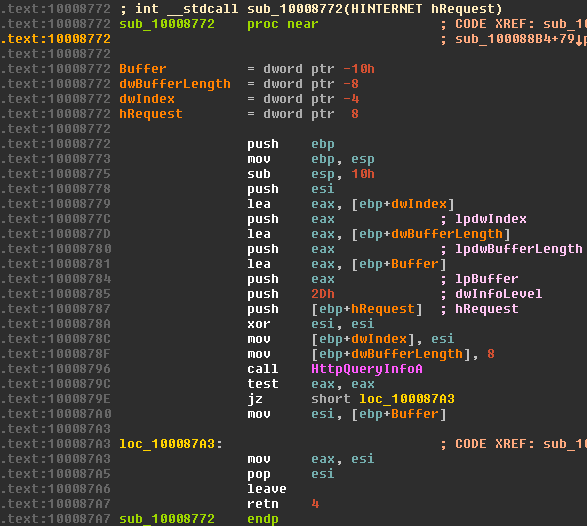 .text:10008772 ; int __stdcall sub_10008772(HINTERNET hRequest)
.text:10008772 sub_10008772 proc near ; CODE XREF: sub_10
.text:10008772 ; sub_100088B4+79↓p
.text:10008772
.text:10008772 Buffer = dword ptr -10h
.text:10008772 dwBufferLength = dword ptr -8
.text:10008772 dwIndex = dword ptr -4
.text:10008772 hRequest = dword ptr 8
.text:10008772
.text:10008772 push ebp
.text:10008773 mov ebp, esp
.text:10008775 sub esp, 10h
.text:10008778 push esi
.text:10008779 lea eax, [ebp+dwIndex]
.text:1000877C push eax ; lpdwIndex
.text:1000877D lea eax, [ebp+dwBufferLength]
.text:10008780 push eax ; lpdwBufferLength
.text:10008781 lea eax, [ebp+Buffer]
.text:10008784 push eax ; lpBuffer
.text:10008785 push 2Dh ; dwInfoLevel
.text:10008787 push [ebp+hRequest] ; hRequest
.text:1000878A xor esi, esi
.text:1000878C mov [ebp+dwIndex], esi
.text:1000878F mov [ebp+dwBufferLength], 8
.text:10008796 call HttpQueryInfoA
.text:1000879C test eax, eax
.text:1000879E jz short loc_100087A3
.text:100087A0 mov esi, [ebp+Buffer]
.text:100087A3
.text:100087A3 loc_100087A3: ; CODE XREF: sub_10
.text:100087A3 mov eax, esi
.text:100087A5 pop esi
.text:100087A6 leave
.text:100087A7 retn 4
.text:100087A7 sub_10008772 endp